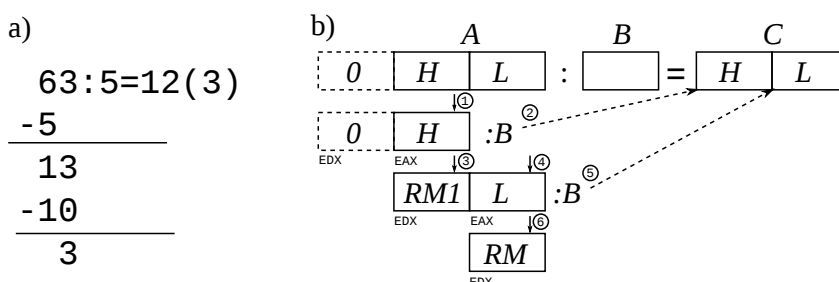 a)
63:5=12(3)
-5
13
-10
3
b)
A B C
0 H L : = H L
① ②
0 H :B
EDX EAX
③ ④ ⑤
RM1 L :B
EDX EAX
⑥
RM
EDX